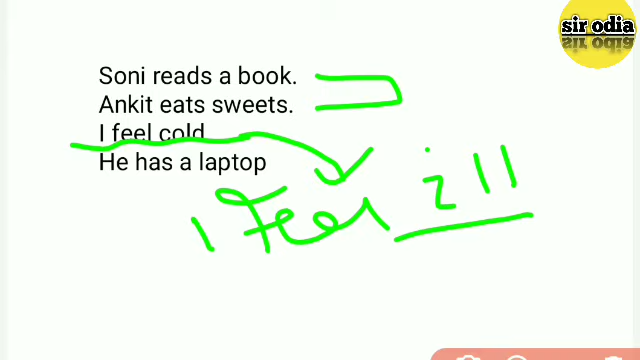 sir odia
Soni reads a book.
Ankit eats sweets.
I feel cold
He has a laptop
I Feel ill